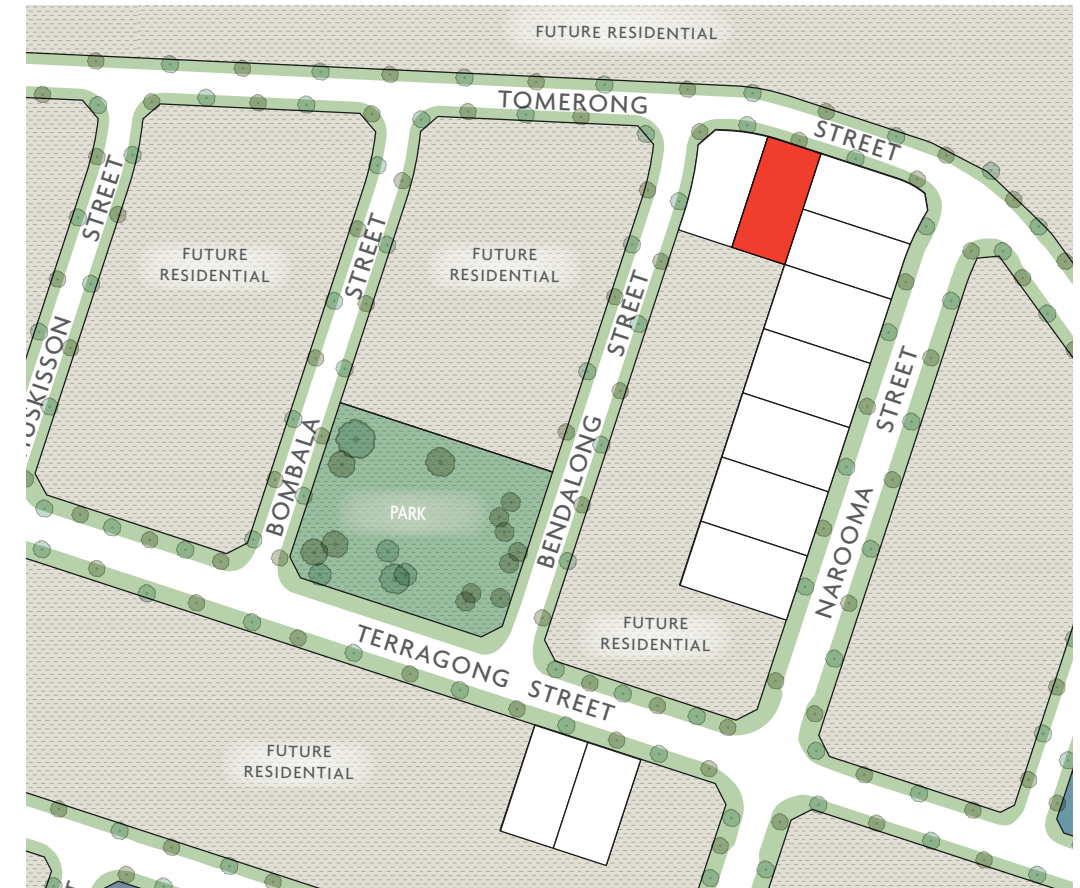 FUTURE RESIDENTIAL
TOMERONG
STREET
STREET
FUTURE
RESIDENTIAL
STREET
FUTURE
RESIDENTIAL
STREET
STREET
BOMBALA
PARK
BENDALONG
NAROOMA
FUTURE
RESIDENTIAL
TERRAGONG STREET
FUTURE
RESIDENTIAL